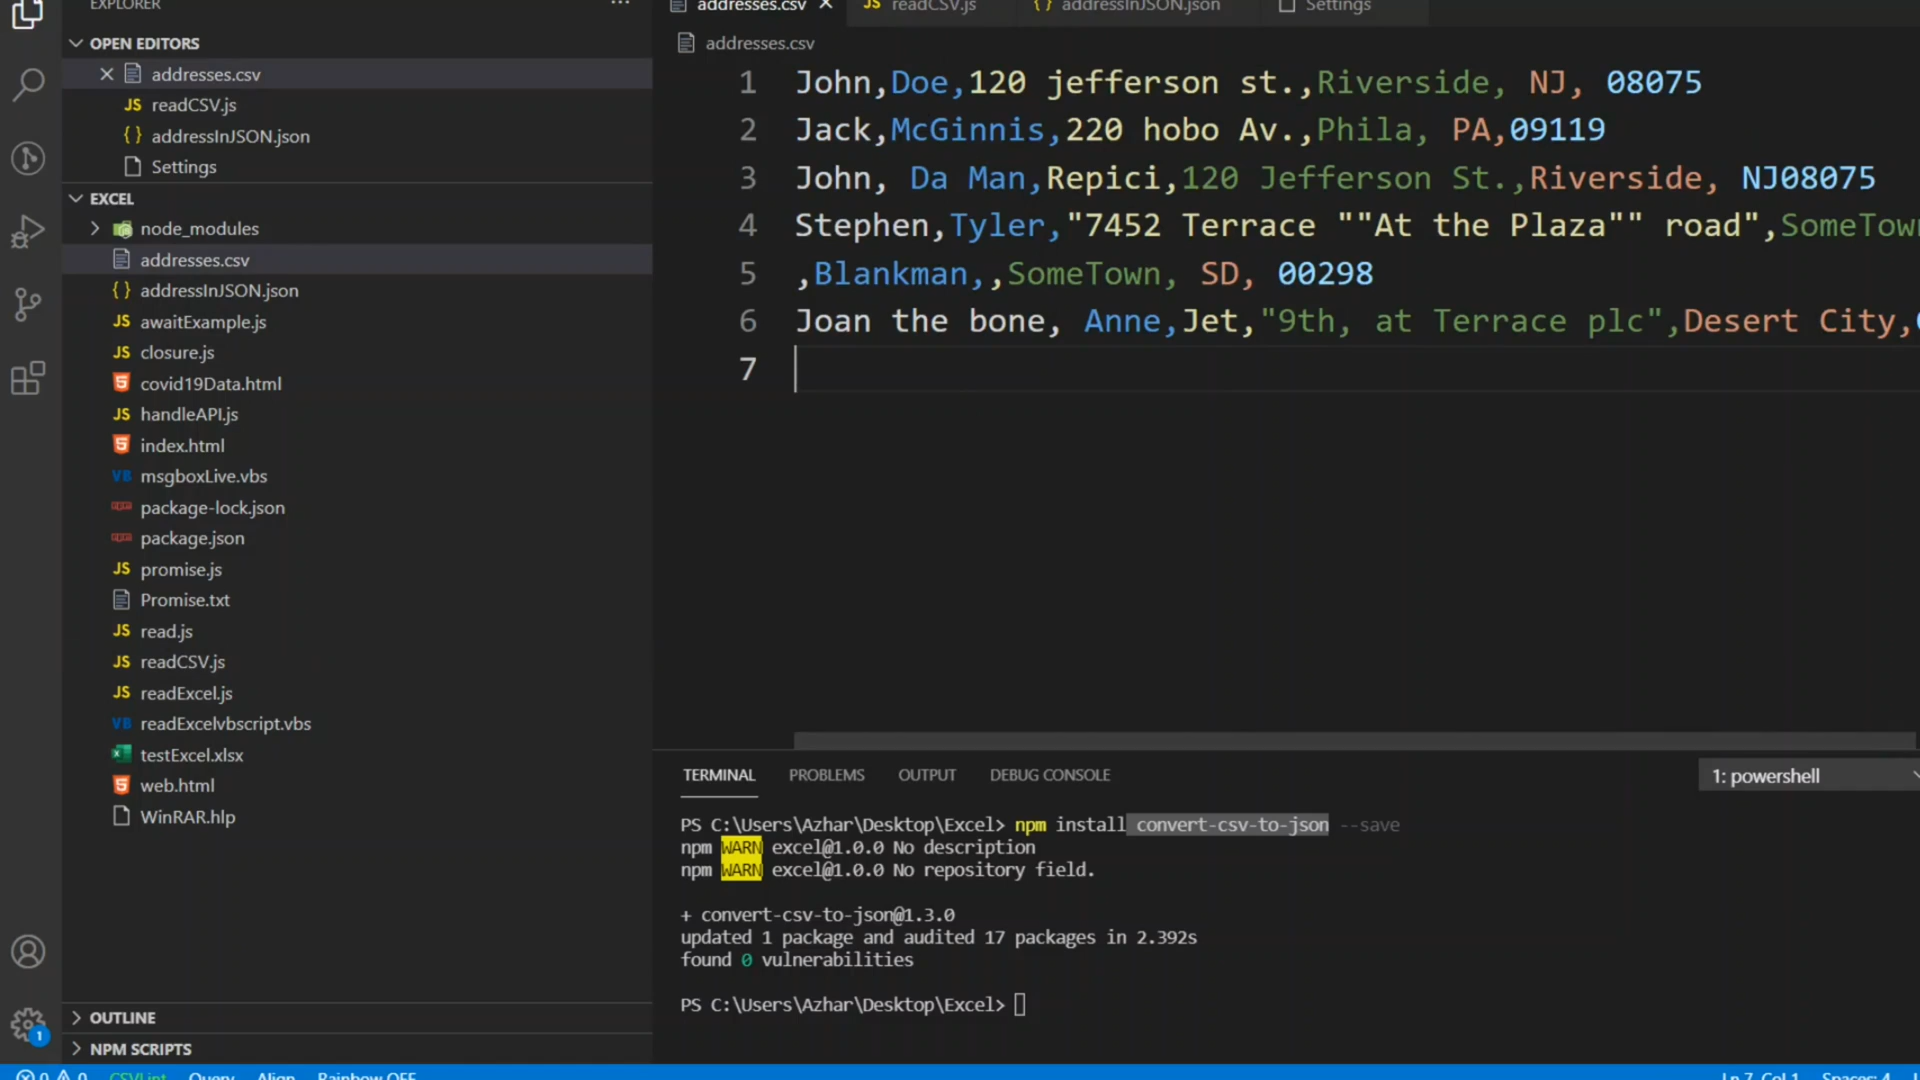 EXPLORER
OPEN EDITORS
addresses.csv
JS readCSV.js
{} addressInJSON.json
Settings
EXCEL
node_modules
addresses.csv
{} addressInJSON.json
JS awaitExample.js
JS closure.js
covid19Data.html
JS handleAPI.js
index.html
VB msgboxLive.vbs
package-lock.json
package.json
JS promise.js
Promise.txt
JS read.js
JS readCSV.js
JS readExcel.js
VB readExcelvbscript.vbs
testExcel.xlsx
web.html
WinRAR.hlp
OUTLINE
NPM SCRIPTS
1
addresses.csv JS readCSV.js {} addressInJSON.json Settings
addresses.csv
1 John,Doe,120 jefferson st.,Riverside, NJ, 08075
2 Jack,McGinnis,220 hobo Av.,Phila, PA,09119
3 John, Da Man,Repici,120 Jefferson St.,Riverside, NJ08075
4 Stephen,Tyler,"7452 Terrace ""At the Plaza"" road",SomeTown
5 ,Blankman,,SomeTown, SD, 00298
6 Joan the bone, Anne,Jet,"9th, at Terrace plc",Desert City,
7
TERMINAL PROBLEMS OUTPUT DEBUG CONSOLE 1: powershell
PS C:\Users\Azhar\Desktop\Excel> npm install convert-csv-to-json --save
npm WARN excel@1.0.0 No description
npm WARN excel@1.0.0 No repository field.
+ convert-csv-to-json@1.3.0
updated 1 package and audited 17 packages in 2.392s
found 0 vulnerabilities
PS C:\Users\Azhar\Desktop\Excel>
0 0 CSVLint Query Align Rainbow OFF Ln 7, Col 1 Spaces: 4